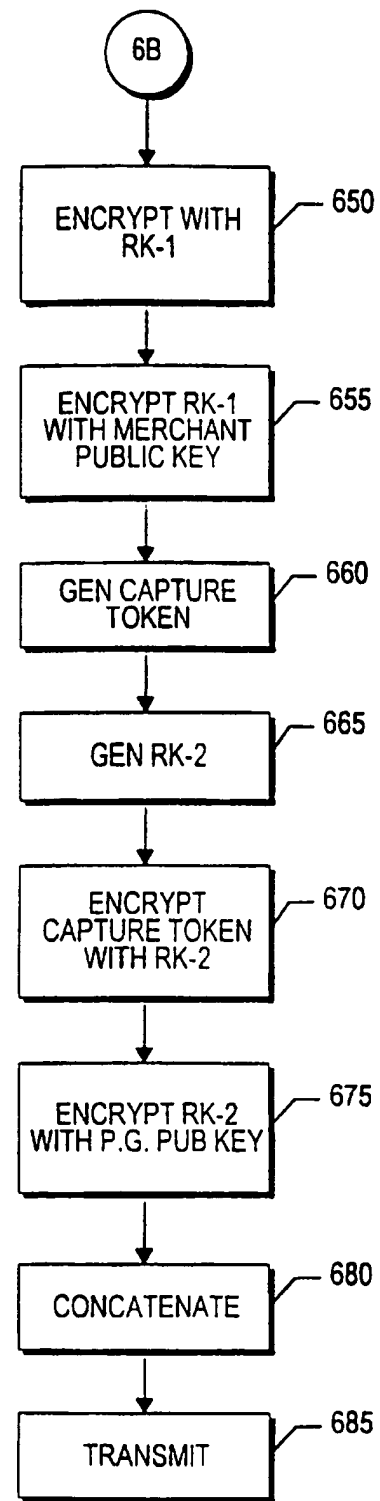 6B
ENCRYPT WITH
RK-1
650
ENCRYPT RK-1
WITH MERCHANT
PUBLIC KEY
655
GEN CAPTURE
TOKEN
660
GEN RK-2
665
ENCRYPT
CAPTURE TOKEN
WITH RK-2
670
ENCRYPT RK-2
WITH P.G. PUB KEY
675
CONCATENATE
680
TRANSMIT
685